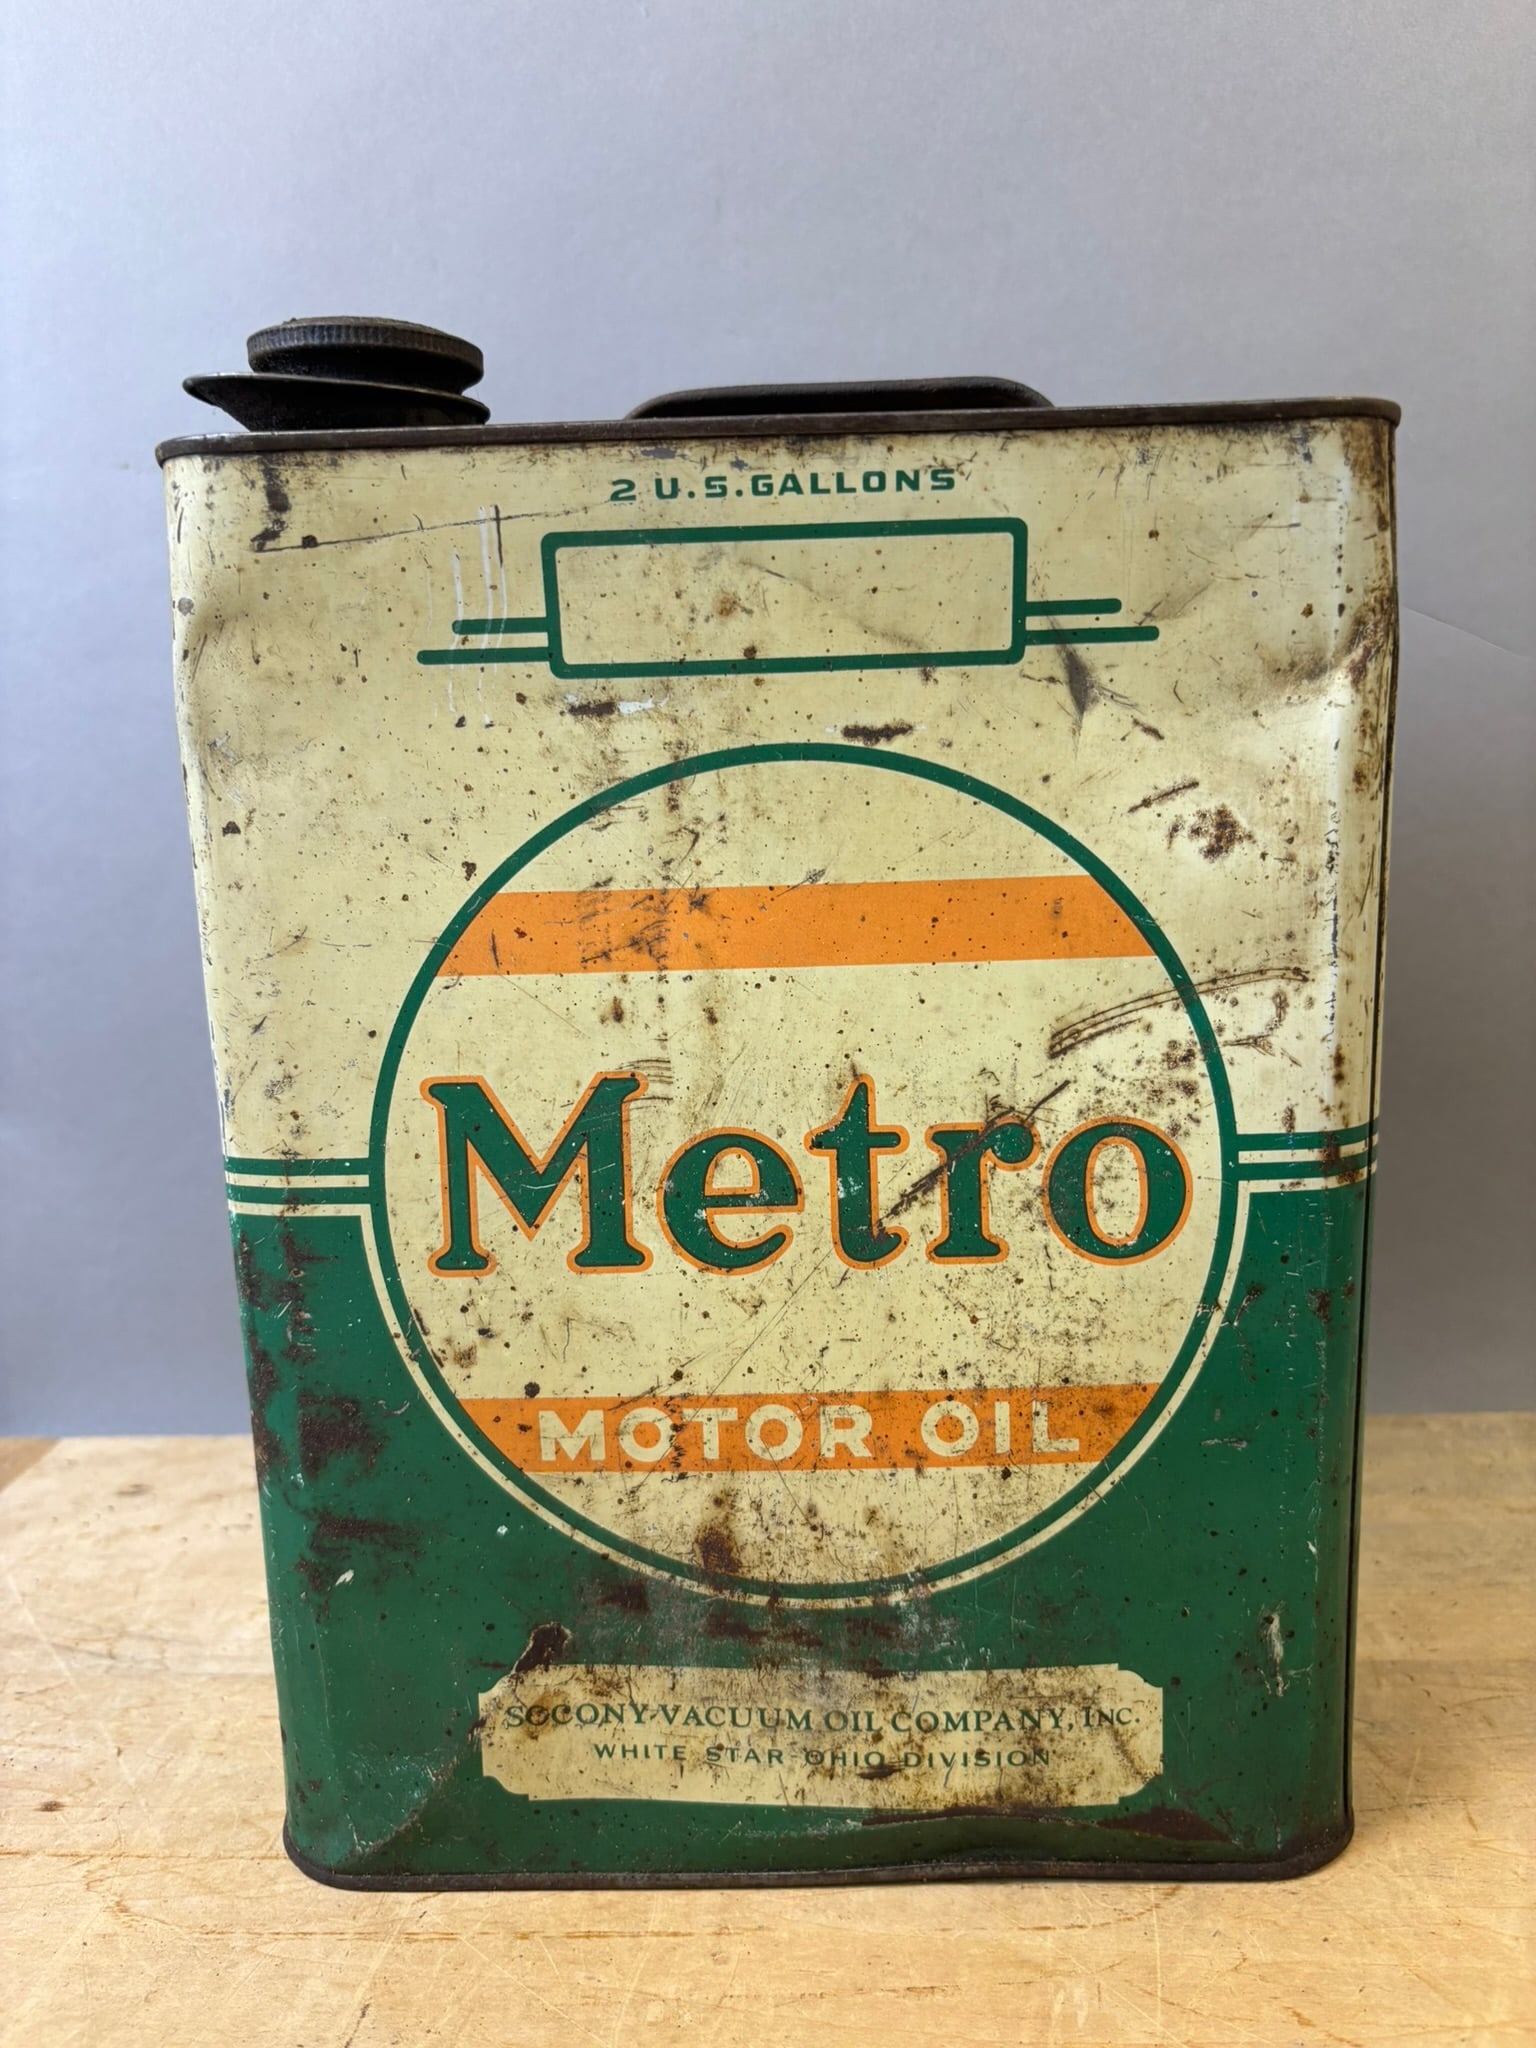 2 U.S. GALLONS
Metro
MOTOR OIL
SOCONY-VACUUM OIL COMPANY, INC.
WHITE STAR-OHIO DIVISION